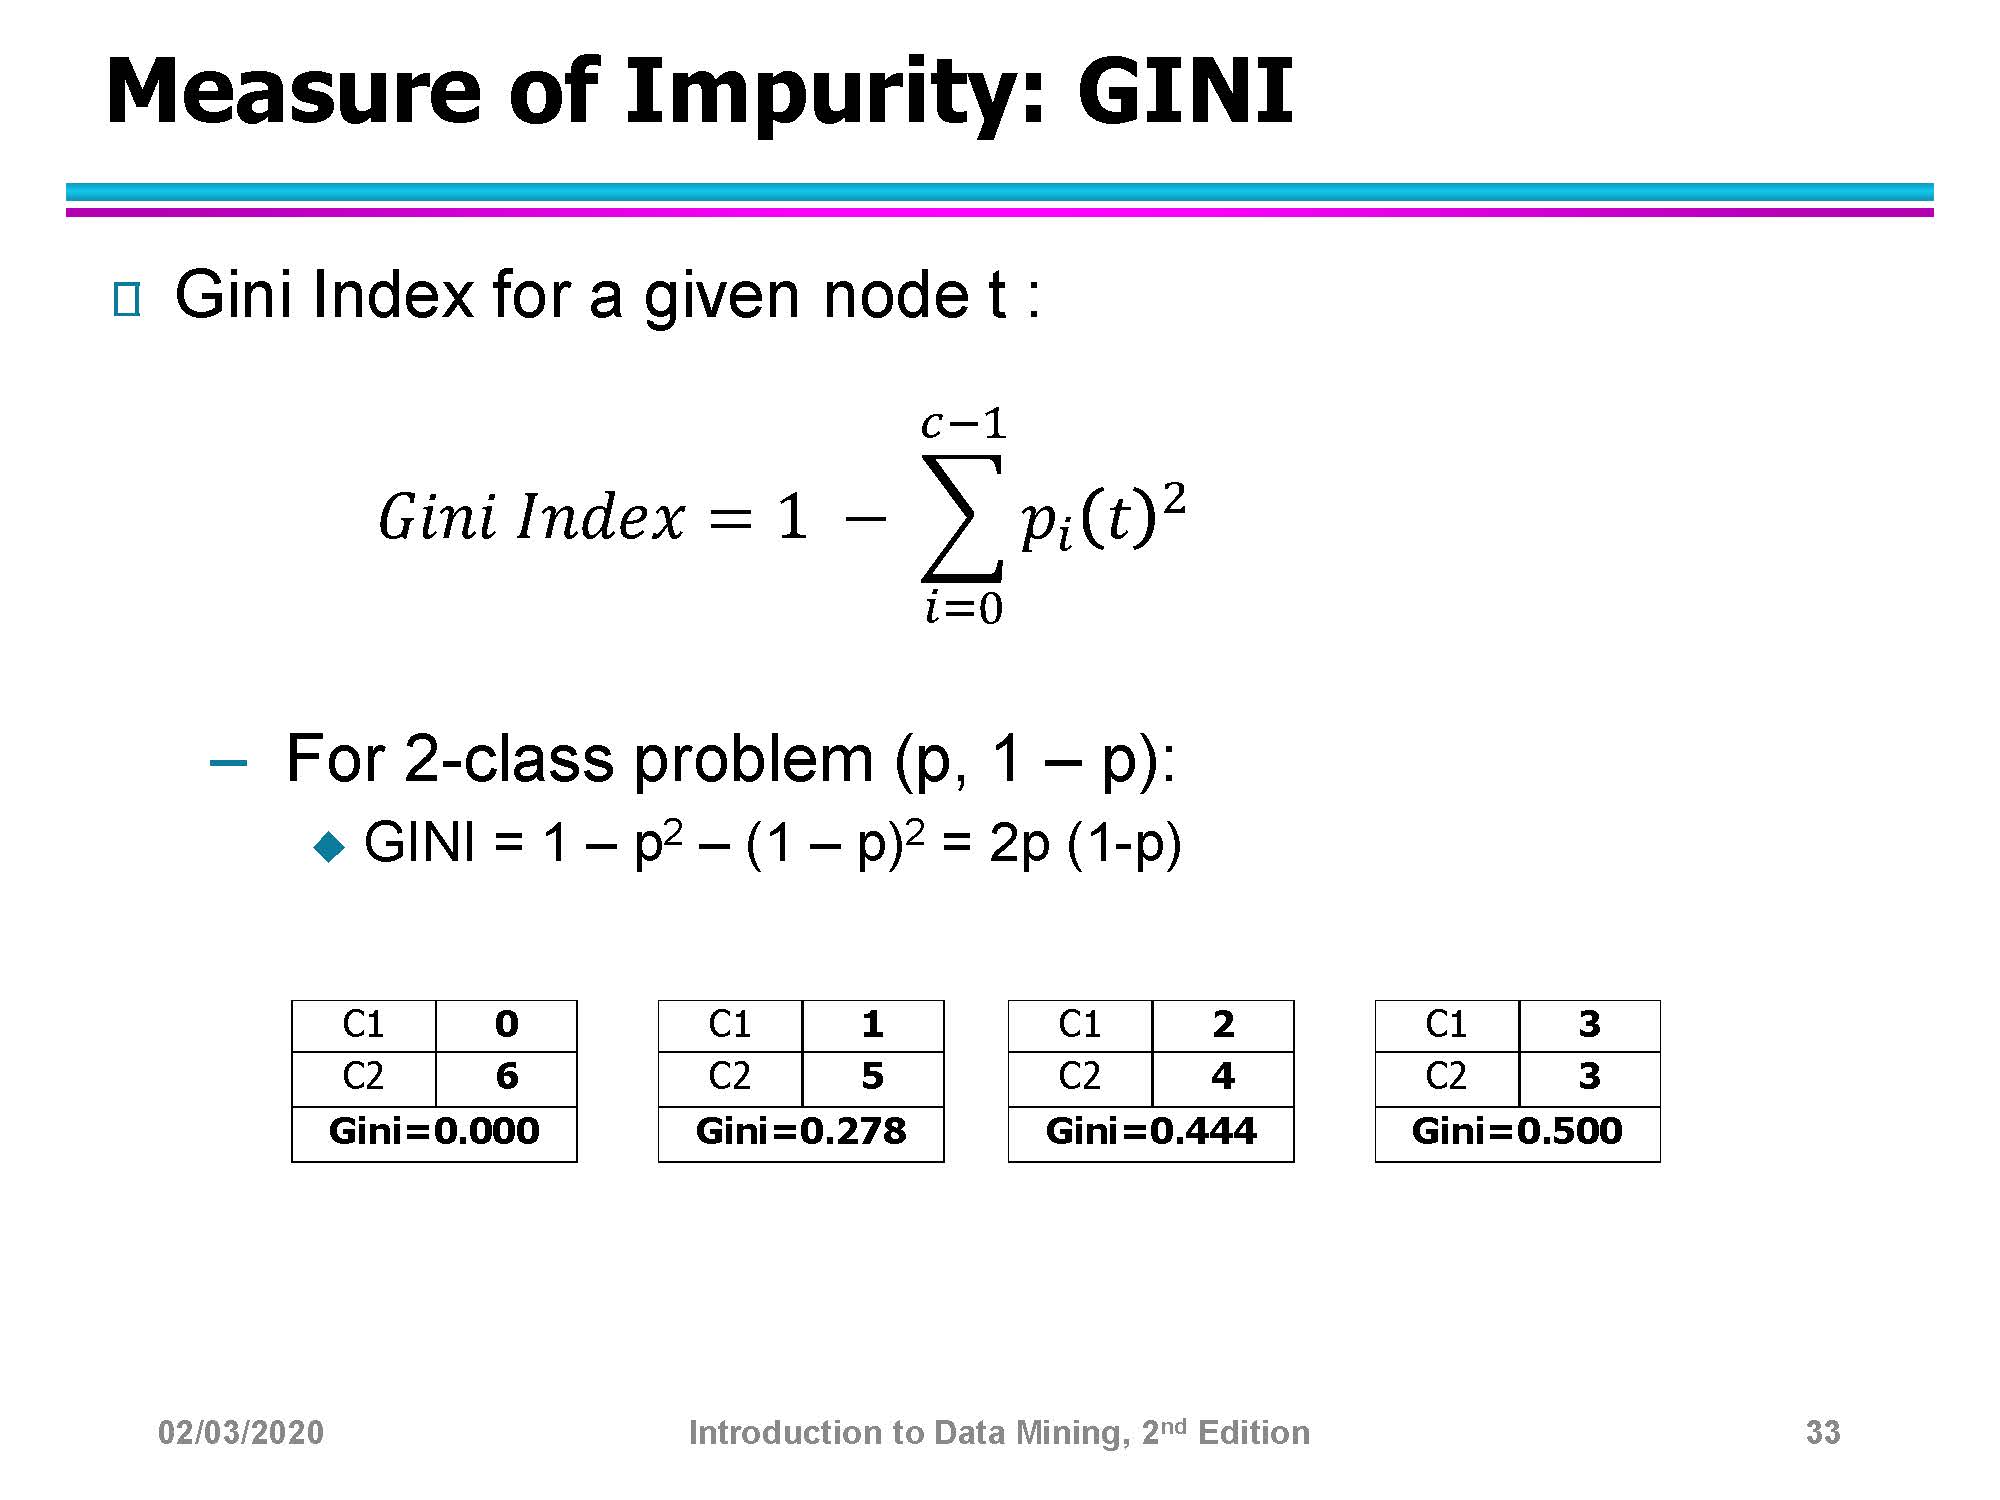 Measure of Impurity: GINI
Gini Index for a given node t :
c−1
Gini Index = 1 − ∑ pᵢ(t)²
i=0
– For 2-class problem (p, 1 – p):
◆ GINI = 1 – p² – (1 – p)² = 2p (1-p)
C1 0 C1 1 C1 2 C1 3
C2 6 C2 5 C2 4 C2 3
Gini=0.000 Gini=0.278 Gini=0.444 Gini=0.500
02/03/2020 Introduction to Data Mining, 2nd Edition 33